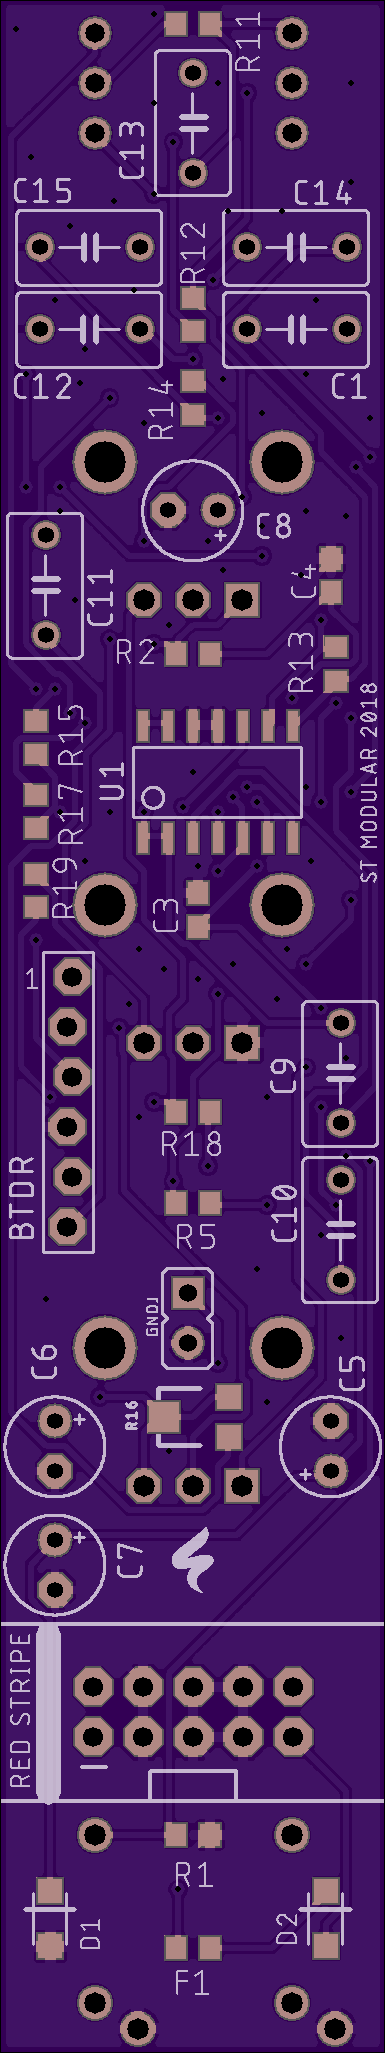 R11
C13
C15
C14
R12
C12
C1
R14
+
C8
C4
C11
R2
R13
ST MODULAR 2018
R15
U1
R17
R19
C3
1
C9
R18
BTDR
C10
R5
GNDJ
C6
C5
R16
+
+
+
C7
RED STRIPE
R1
D1
D2
F1